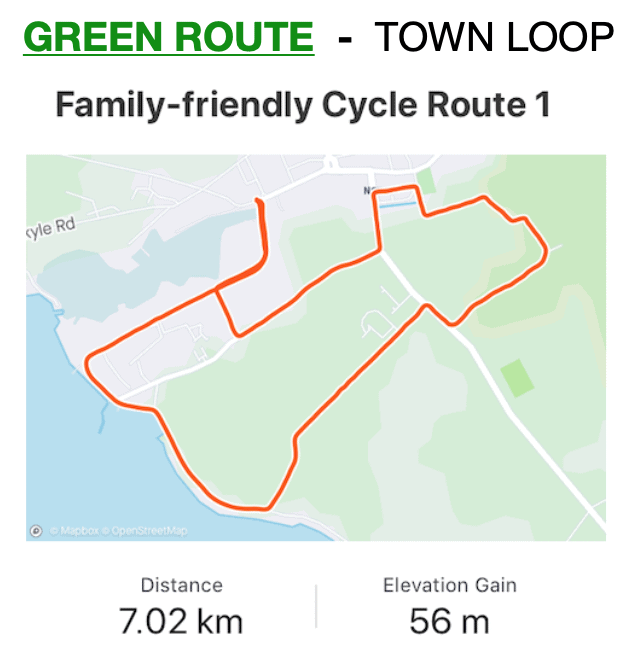 GREEN ROUTE - TOWN LOOP
Family-friendly Cycle Route 1
kyle Rd
© Mapbox © OpenStreetMap
Distance
Elevation Gain
7.02 km
56 m